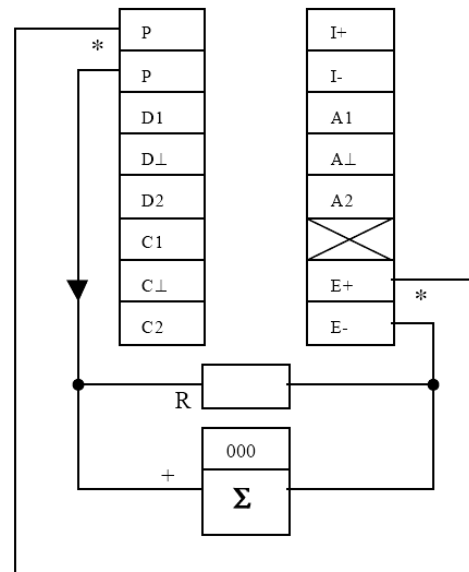 P
*
P
D1
D⊥
D2
C1
C⊥
C2
I+
I-
A1
A⊥
A2
E+
*
E-
R
000
+
Σ